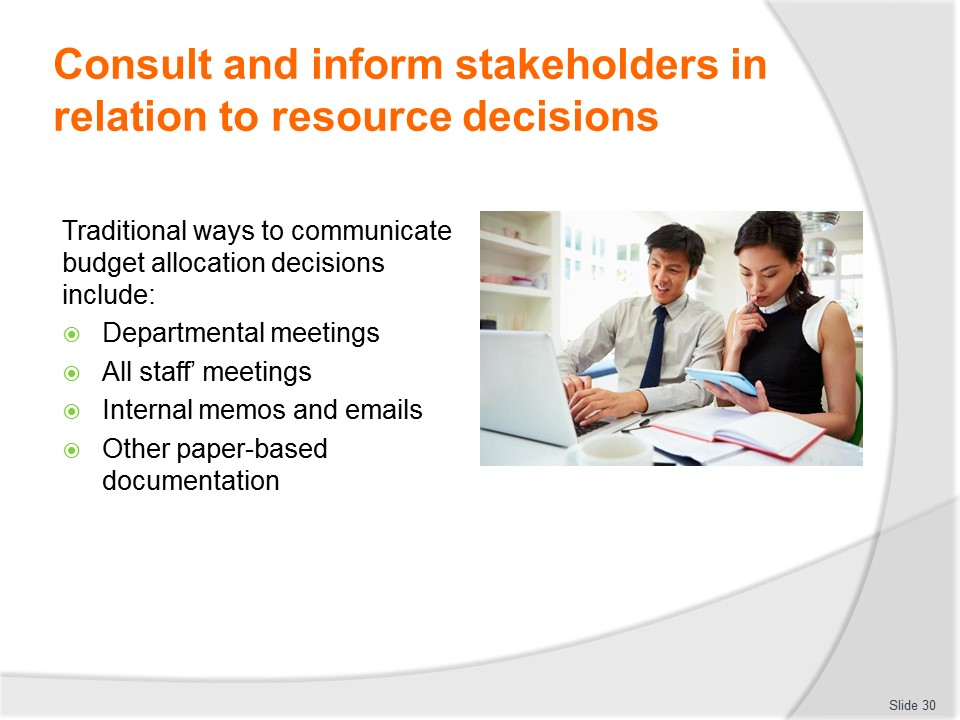 Consult and inform stakeholders in
relation to resource decisions
Traditional ways to communicate
budget allocation decisions
include:
Departmental meetings
All staff’ meetings
Internal memos and emails
Other paper-based
documentation
Slide 30